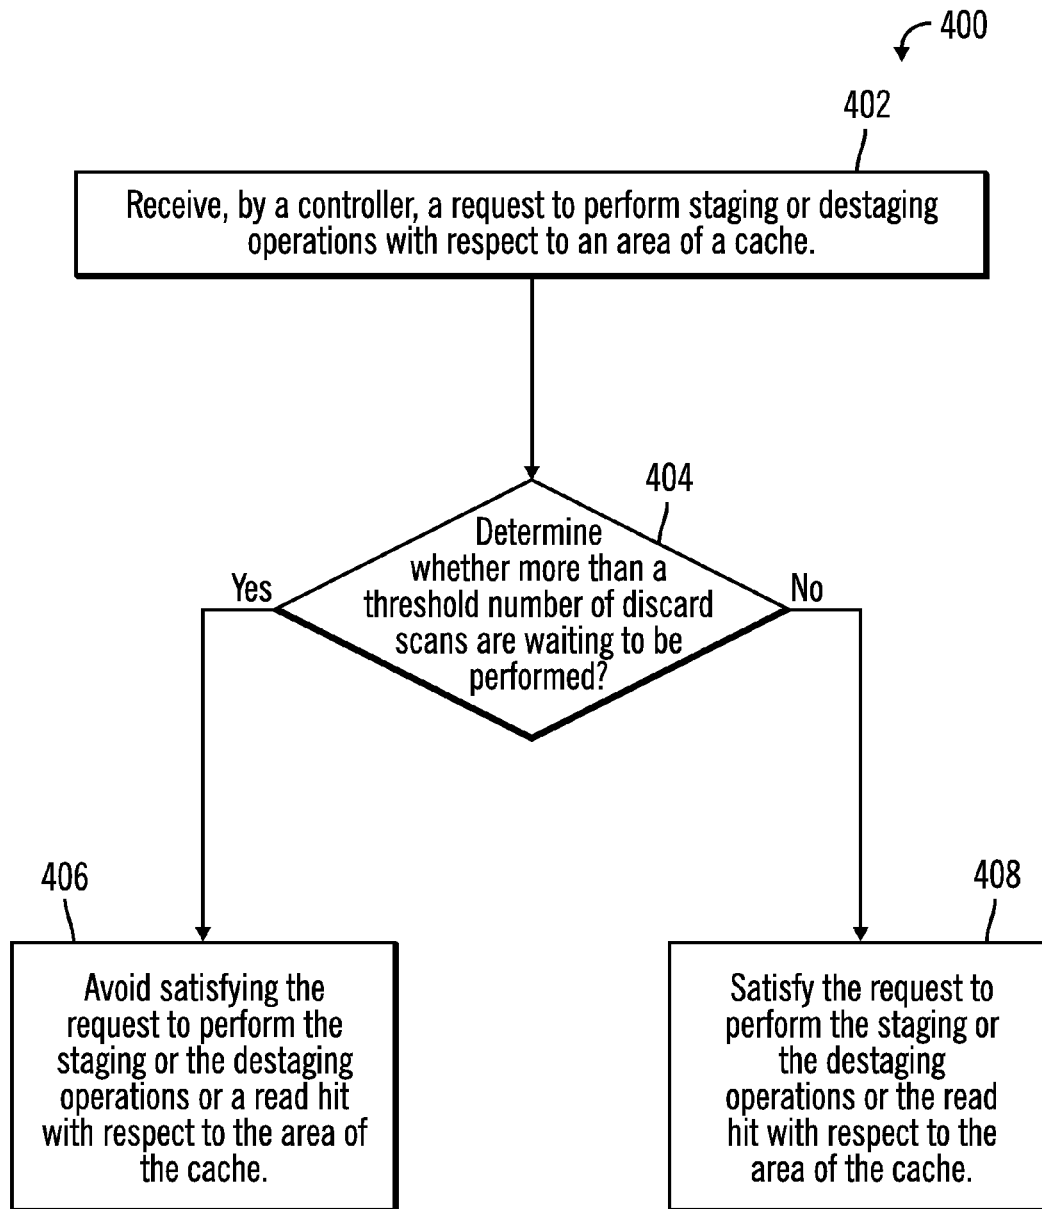 400
402
Receive, by a controller, a request to perform staging or destaging
operations with respect to an area of a cache.
404
Determine
whether more than a
threshold number of discard
scans are waiting to be
performed?
Yes
No
406
Avoid satisfying the
request to perform the
staging or the destaging
operations or a read hit
with respect to the area of
the cache.
408
Satisfy the request to
perform the staging or
the destaging
operations or the read
hit with respect to the
area of the cache.